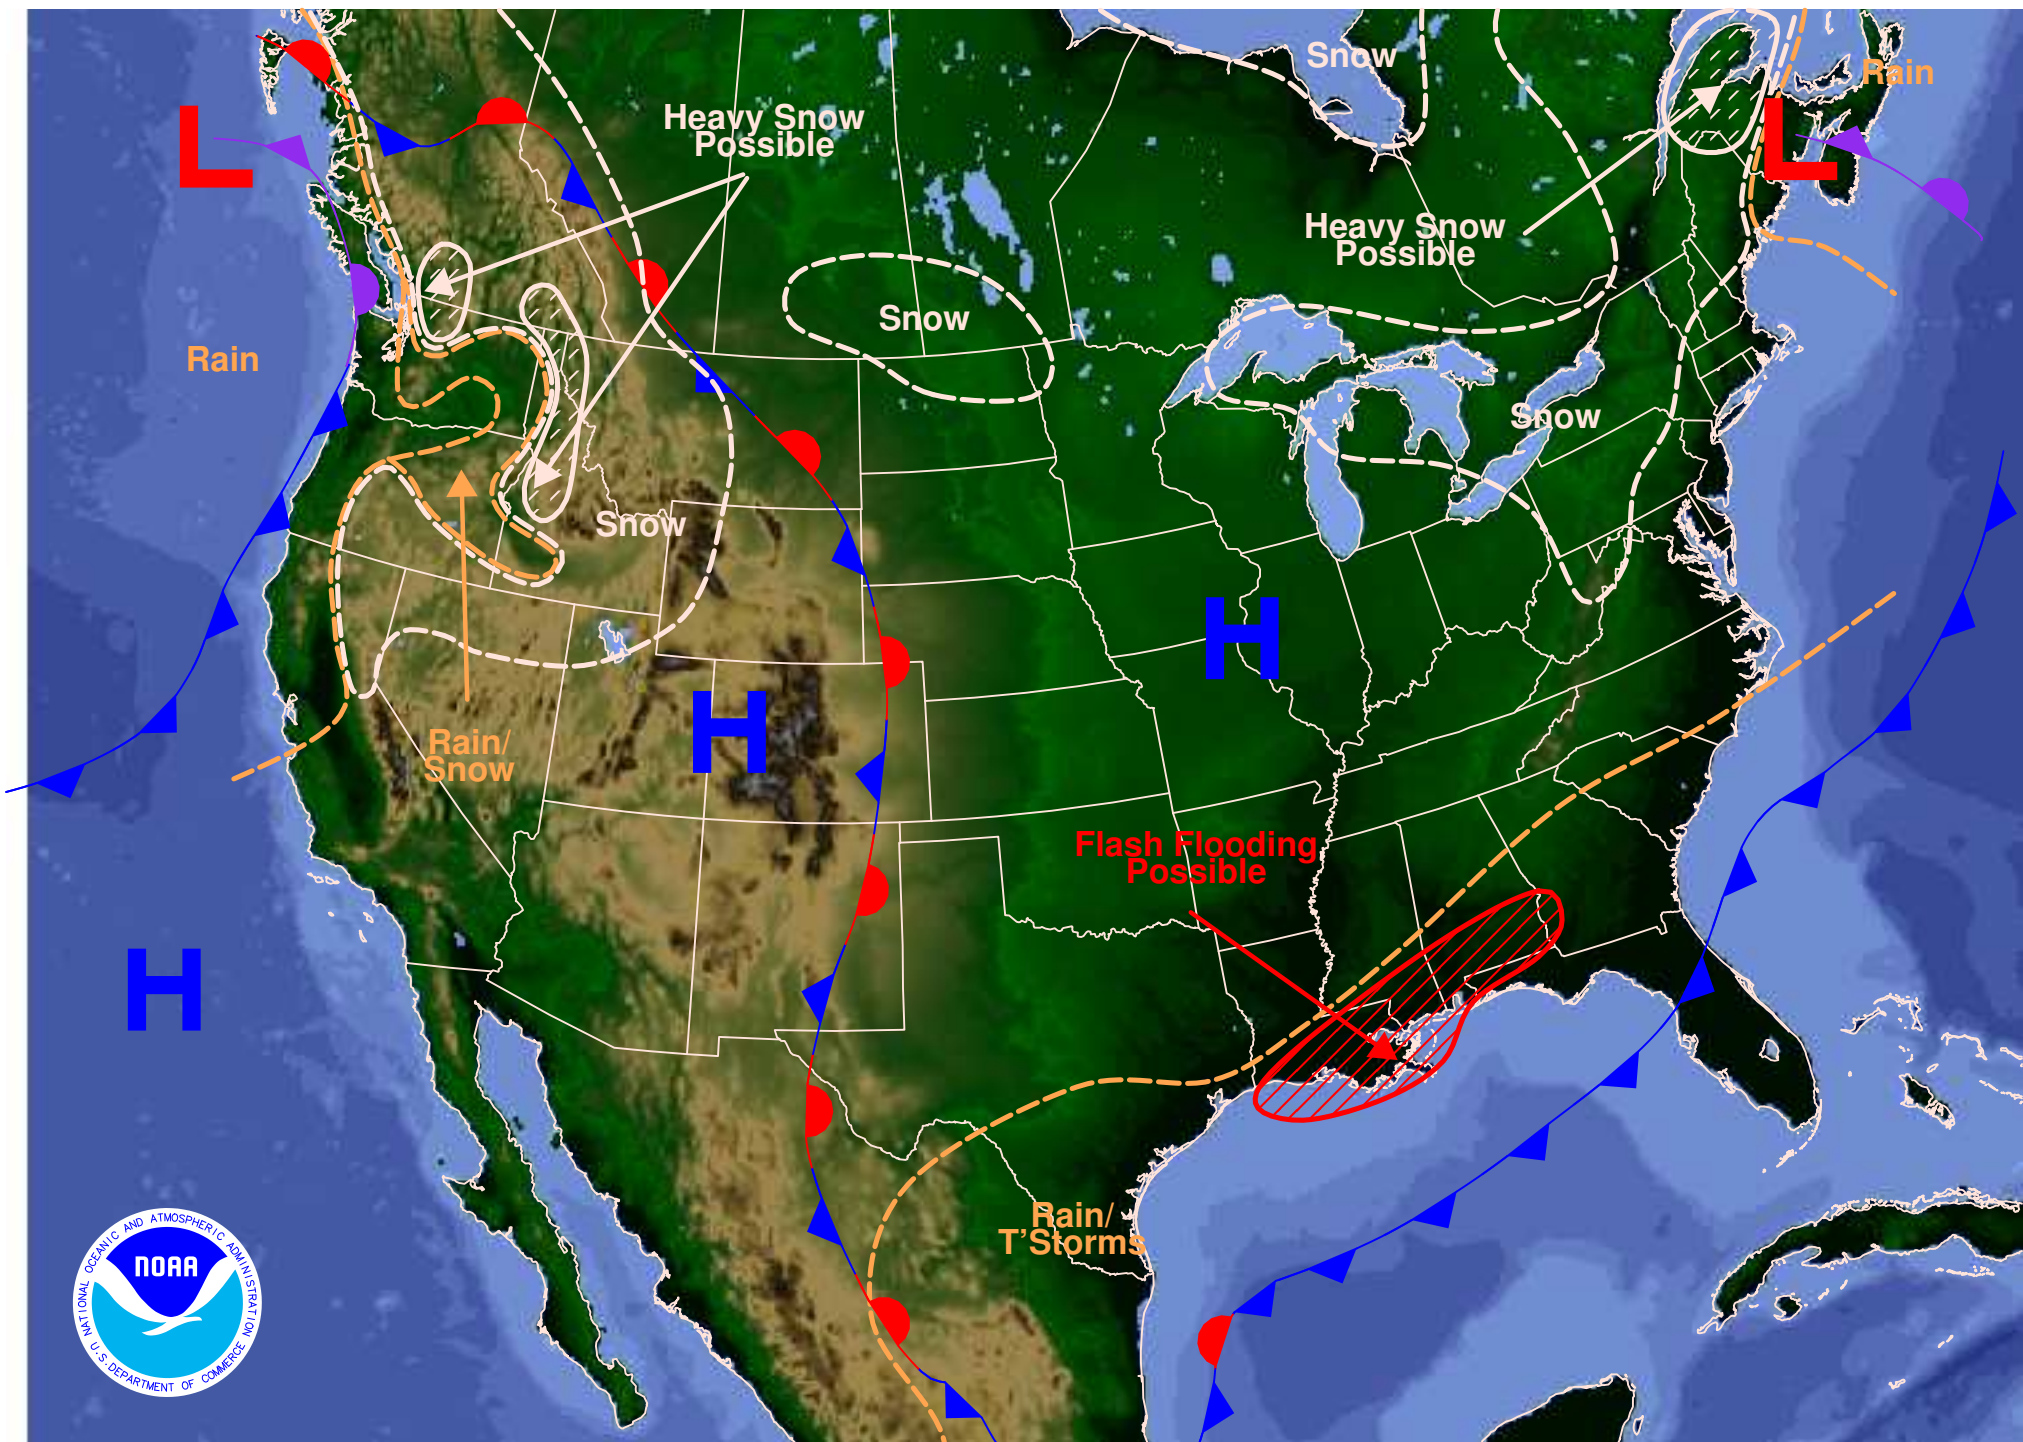 Snow
Rain
Heavy Snow
Possible
L
L
Heavy Snow
Possible
Snow
Rain
Snow
Snow
H
H
Rain/
Snow
Flash Flooding
Possible
H
Rain/
T'Storms
NATIONAL OCEANIC AND ATMOSPHERIC ADMINISTRATION
NOAA
U.S. DEPARTMENT OF COMMERCE